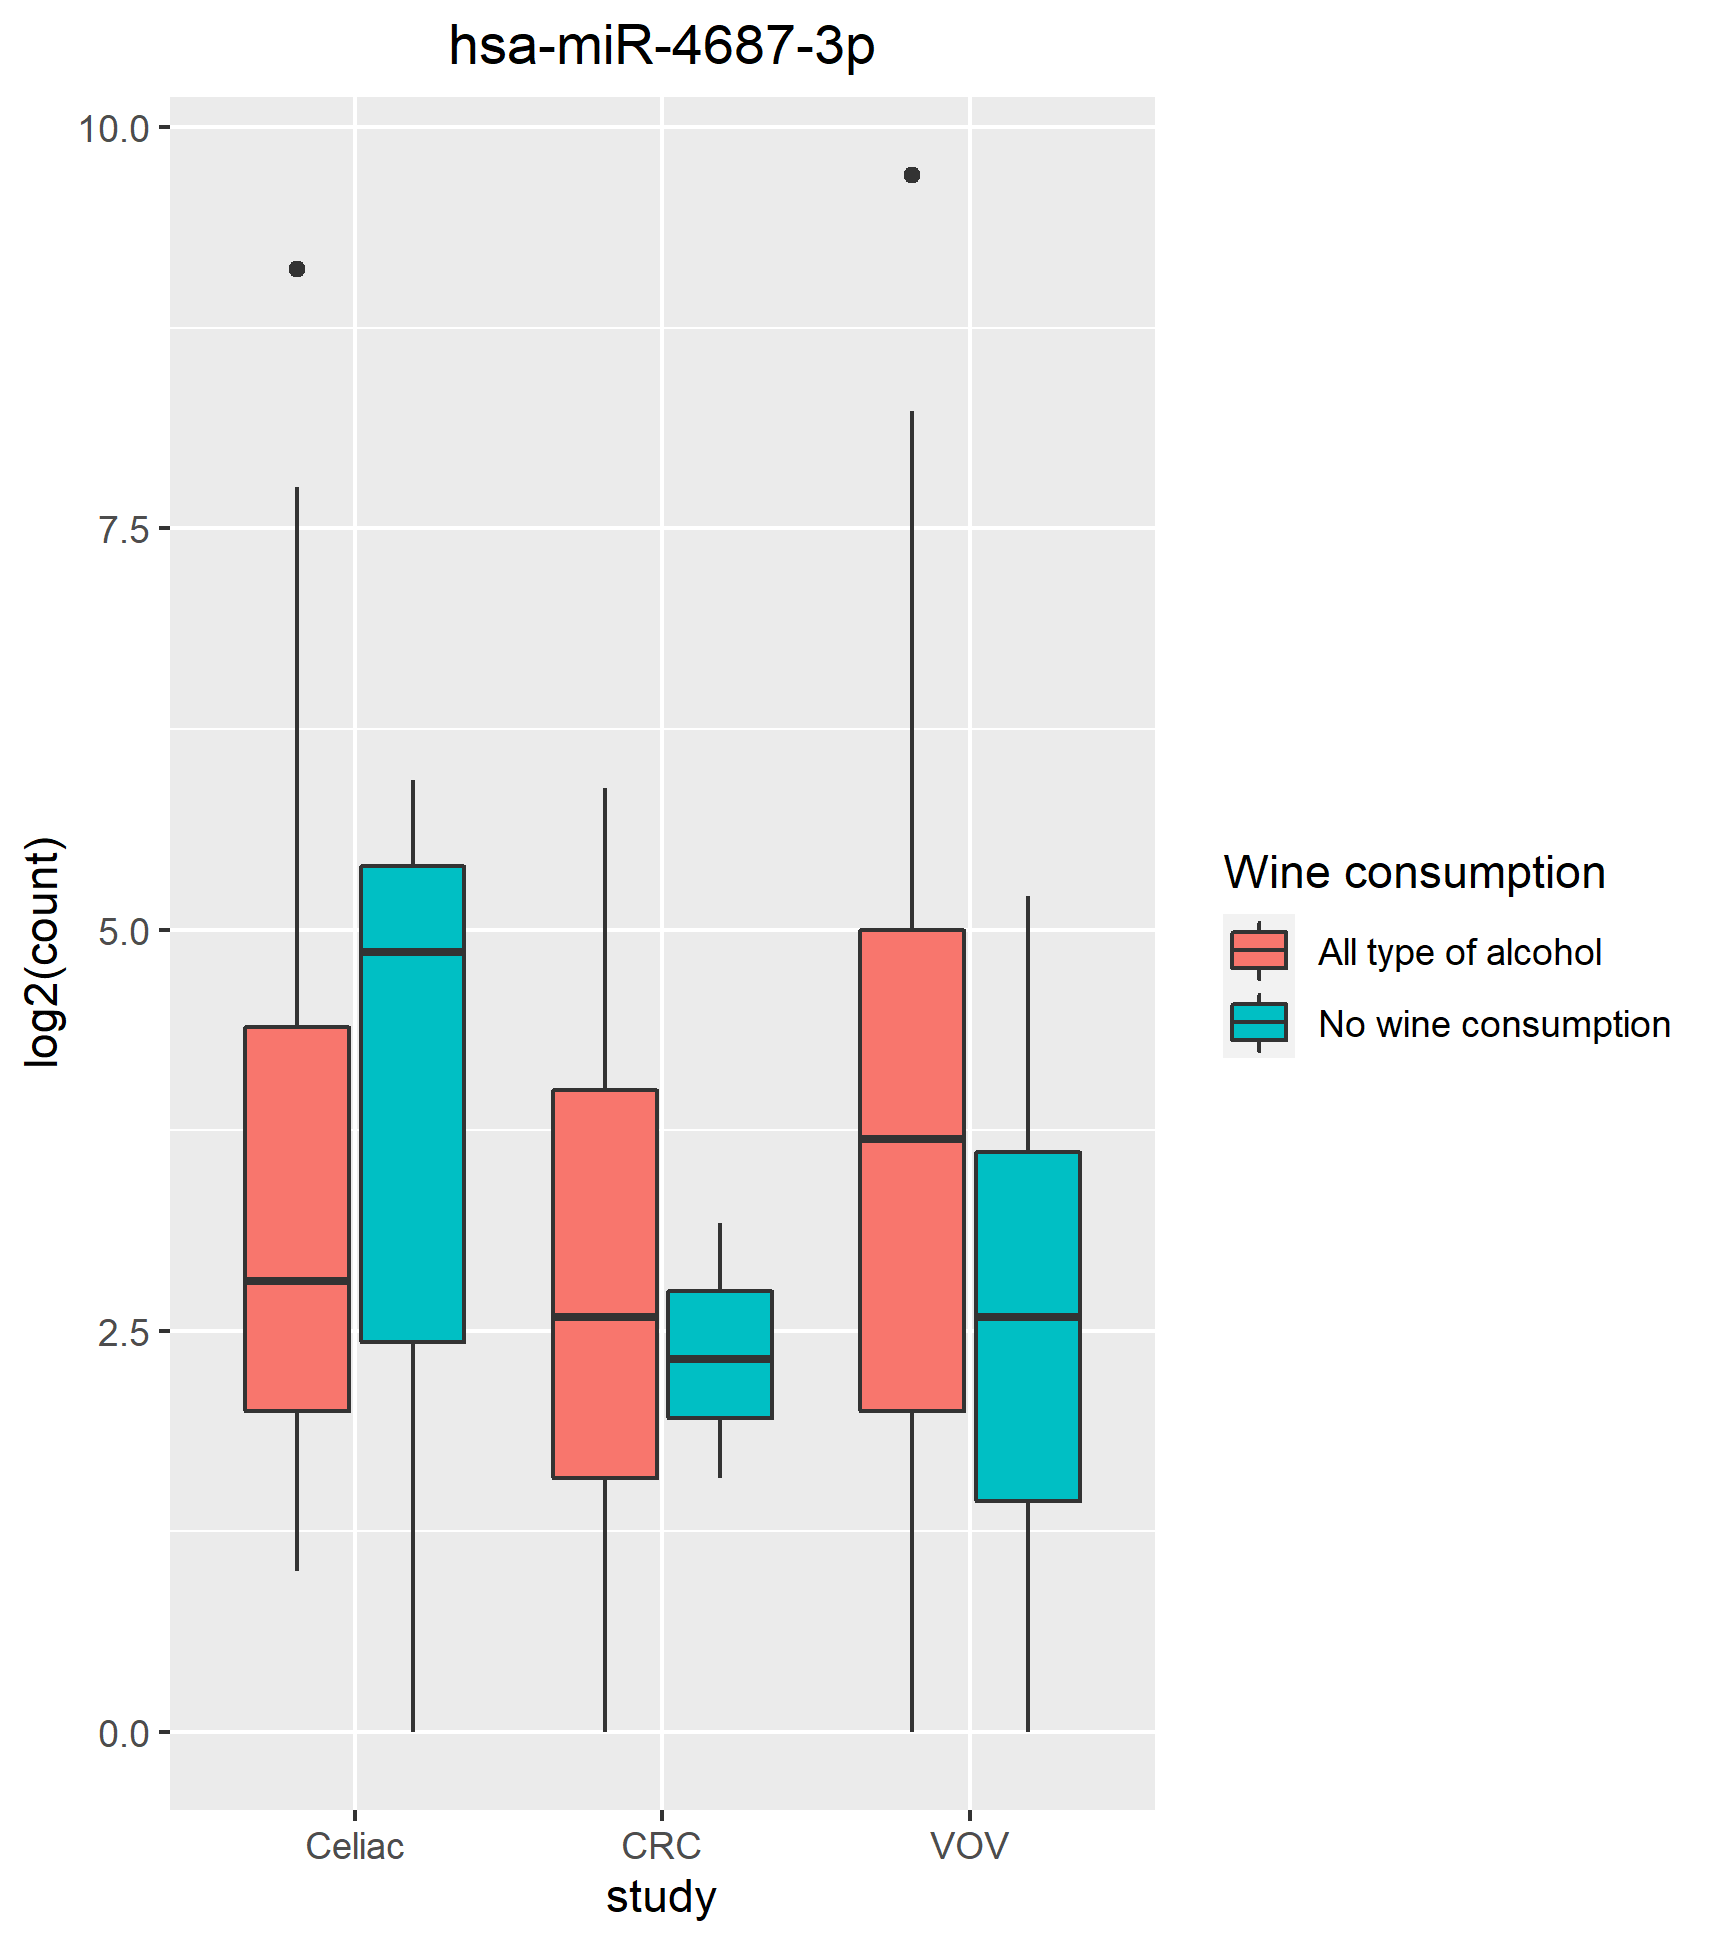 hsa-miR-4687-3p
10.0
7.5
5.0
2.5
0.0
log2(count)
Celiac
CRC
VOV
study
Wine consumption
All type of alcohol
No wine consumption